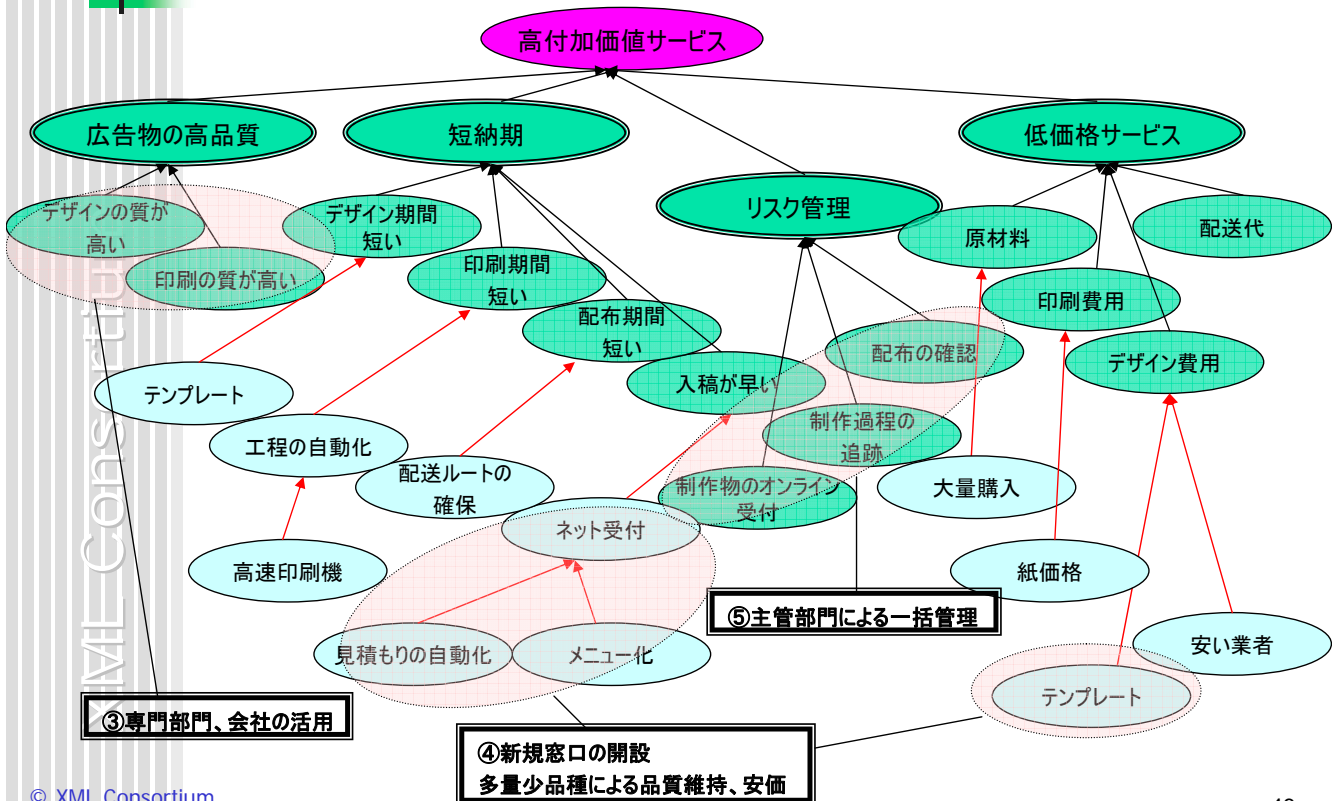 高付加価値サービス
広告物の高品質
短納期
低価格サービス
リスク管理
デザインの質が
高い
印刷の質が高い
デザイン期間
短い
印刷期間
短い
配布期間
短い
入稿が早い
配布の確認
制作過程の
追跡
制作物のオンライン
受付
原材料
配送代
印刷費用
デザイン費用
テンプレート
工程の自動化
配送ルートの
確保
ネット受付
高速印刷機
見積もりの自動化
メニュー化
大量購入
紙価格
安い業者
テンプレート
⑤主管部門による一括管理
③専門部門、会社の活用
④新規窓口の開設
多量少品種による品質維持、安価
XML Consortium
© XML Consortium